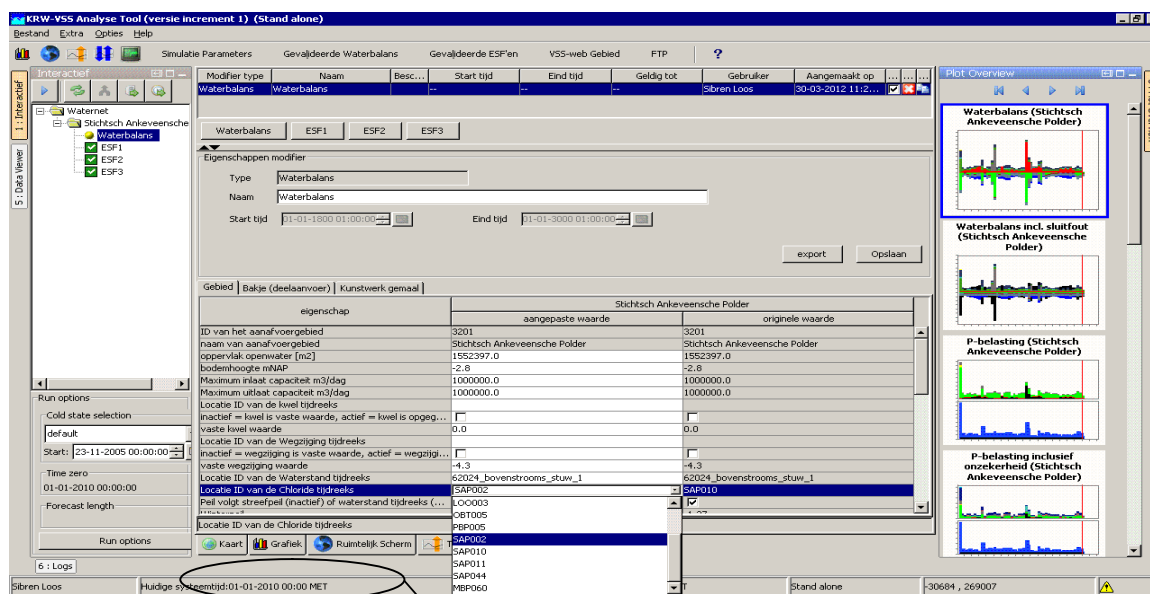 KRW-VSS Analyse Tool (versie increment 1) (Stand alone)
Bestand Extra Opties Help
Simulatie Parameters Gevalideerde Waterbalans Gevalideerde ESF'en VSS-web Gebied FTP ?
1 : Interactief
5 : Data Viewer
Interactief
Waternet
Stichtsch Ankeveensche
Waterbalans
ESF1
ESF2
ESF3
Modifier type Naam Besc... Start tijd Eind tijd Geldig tot Gebruiker Aangemaakt op ... ... ...
Waterbalans Waterbalans -- -- Sibren Loos 30-03-2012 11:2...
Waterbalans ESF1 ESF2 ESF3
Eigenschappen modifier
Type Waterbalans
Naam Waterbalans
Start tijd 01-01-1800 01:00:00 Eind tijd 01-01-3000 01:00:00
export Opslaan
Gebied Bakje (deelaanvoer) Kunstwerk gemaal
eigenschap Stichtsch Ankeveensche Polder
aangepaste waarde originele waarde
ID van het aanafvoergebied 3201 3201
naam van aanafvoergebied Stichtsch Ankeveensche Polder Stichtsch Ankeveensche Polder
oppervlak openwater [m2] 1552397.0 1552397.0
bodemhoogte mNAP -2.8 -2.8
Maximum inlaat capaciteit m3/dag 1000000.0 1000000.0
Maximum uitlaat capaciteit m3/dag 1000000.0 1000000.0
Locatie ID van de kwel tijdreeks
inactief = kwel is vaste waarde, actief = kwel is opgeg...
vaste kwel waarde 0.0 0.0
Locatie ID van de Wegzijging tijdreeks
inactief = wegzijging is vaste waarde, actief = wegzijgi...
vaste wegzijging waarde -4.3 -4.3
Locatie ID van de Waterstand tijdreeks 62024_bovenstrooms_stuw_1 62024_bovenstrooms_stuw_1
Locatie ID van de Chloride tijdreeks SAP002 SAP010
Peil volgt streefpeil (inactief) of waterstand tijdreeks (...
LOO003
OBT005
PBP005
SAP002
SAP010
SAP011
SAP044
MBP060
Locatie ID van de Chloride tijdreeks
Kaart Grafiek Ruimtelijk Scherm
Run options
Cold state selection
default
Start: 23-11-2005 00:00:00
Time zero
01-01-2010 00:00:00
Forecast length
Run options
6 : Logs
Plot Overview
Waterbalans (Stichtsch Ankeveensche Polder)
Waterbalans incl. sluitfout (Stichtsch Ankeveensche Polder)
P-belasting (Stichtsch Ankeveensche Polder)
P-belasting inclusief onzekerheid (Stichtsch Ankeveensche Polder)
Sibren Loos Huidige systeemtijd:01-01-2010 00:00 MET Stand alone -30684 , 269007